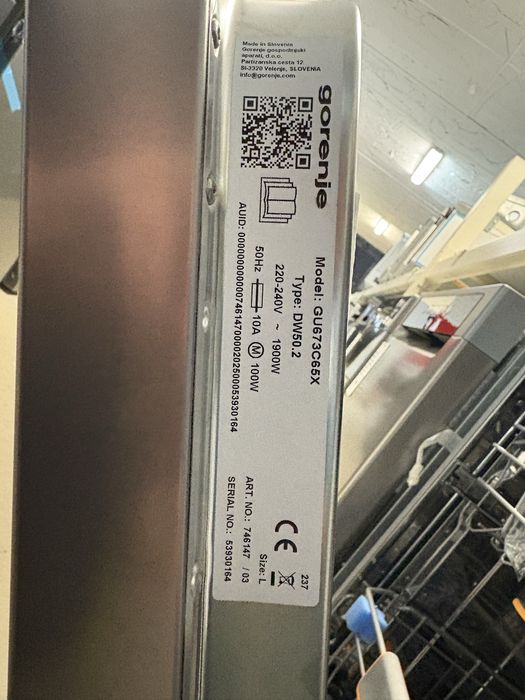 Made in Slovenia
Gorenje gospodinjski
aparati, d.o.o.
Partizanska cesta 12
SI-3320 Velenje, SLOVENIA
info@gorenje.com
gorenje
Model: GU673C65X
Type: DW50.2
220-240V ~ 1900W
50Hz 10A M 100W
AUID: 0000000000007461470000202500053930164
237
CE
Size: L
ART. NO.: 746147 / 03
SERIAL NO.: 53930164